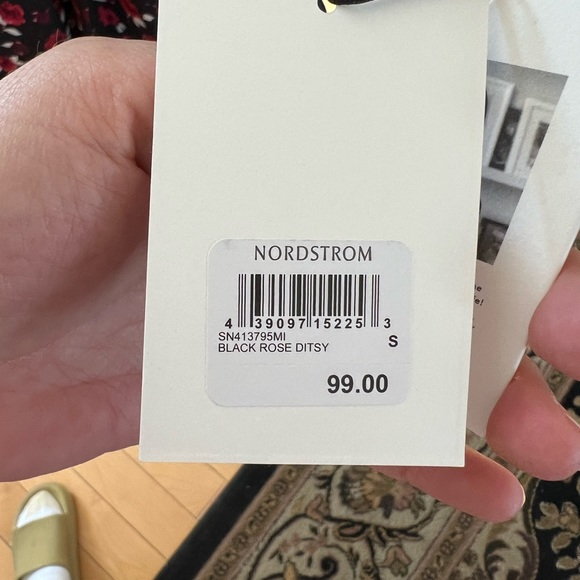 NORDSTROM
4 39097 15225 3
SN413795MI
BLACK ROSE DITSY S
99.00